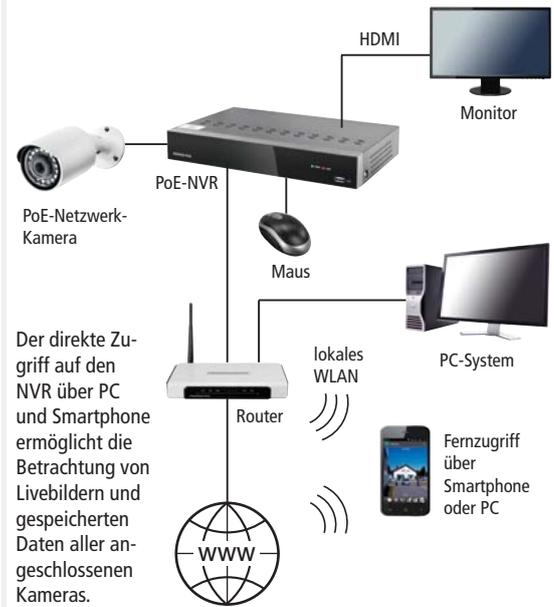 HDMI
Monitor
PoE-NVR
PoE-Netzwerk-
Kamera
Maus
Der direkte Zu-
griff auf den
NVR über PC
und Smartphone
ermöglicht die
Betrachtung von
Livebildern und
gespeicherten
Daten aller an-
geschlossenen
Kameras.
lokales
WLAN
PC-System
Router
Fernzugriff
über
Smartphone
oder PC
WWW